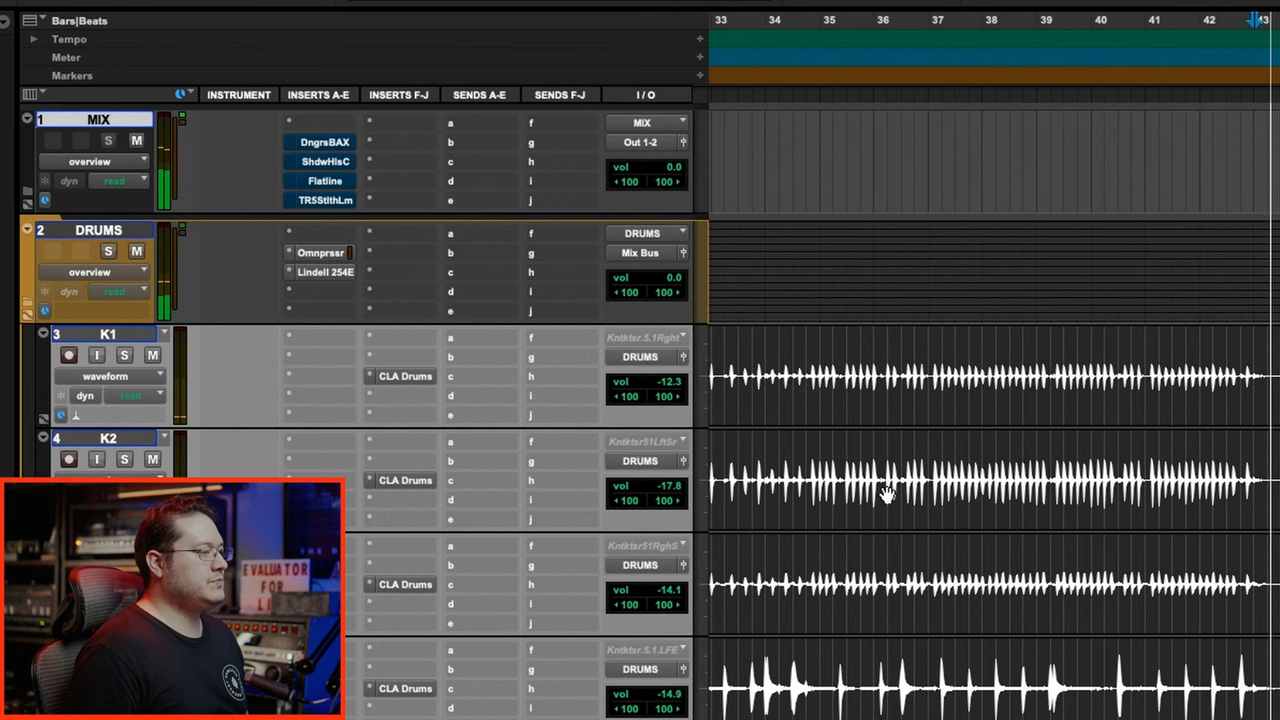 Bars|Beats 33 34 35 36 37 38 39 40 41 42 43
Tempo +
Meter +
Markers +
INSTRUMENT INSERTS A-E INSERTS F-J SENDS A-E SENDS F-J I / O
1 MIX
S M
overview
dyn read
DngrsBAX
ShdwHlsC
Flatline
TR5StlthLm
a f MIX
b g Out 1-2
c h vol 0.0
d i 100 100
e j
2 DRUMS
S M
overview
dyn read
Omnprssr
Lindell 254E
a f DRUMS
b g Mix Bus
c h vol 0.0
d i 100 100
e j
3 K1
I S M
waveform
dyn read
CLA Drums
a f Kntktsr.5.1Rght
b g DRUMS
c h vol -12.3
d i 100 100
e j
4 K2
I S M
CLA Drums
a f Kntktsr51LftSr
b g DRUMS
c h vol -17.8
d i 100 100
e j
CLA Drums
a f Kntktsr51RghS
b g DRUMS
c h vol -14.1
d i 100 100
e j
CLA Drums
a f Kntktsr.5.1.LFE
b g DRUMS
c h vol -14.9
d i 100 100
EVALUATOR
FOR